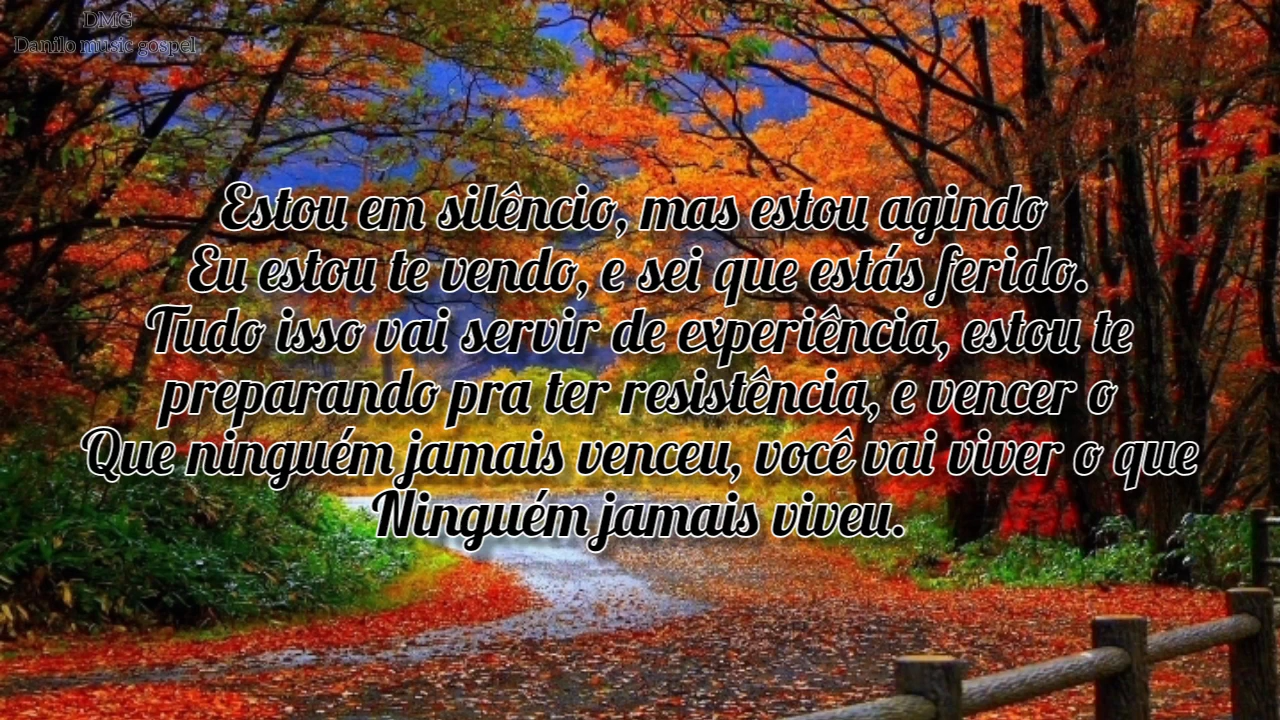 DMG
Danilo music gospel
Estou em silêncio, mas estou agindo
Eu estou te vendo, e sei que estás ferido.
Tudo isso vai servir de experiência, estou te
preparando pra ter resistência, e vencer o
Que ninguém jamais venceu, você vai viver o que
Ninguém jamais viveu.